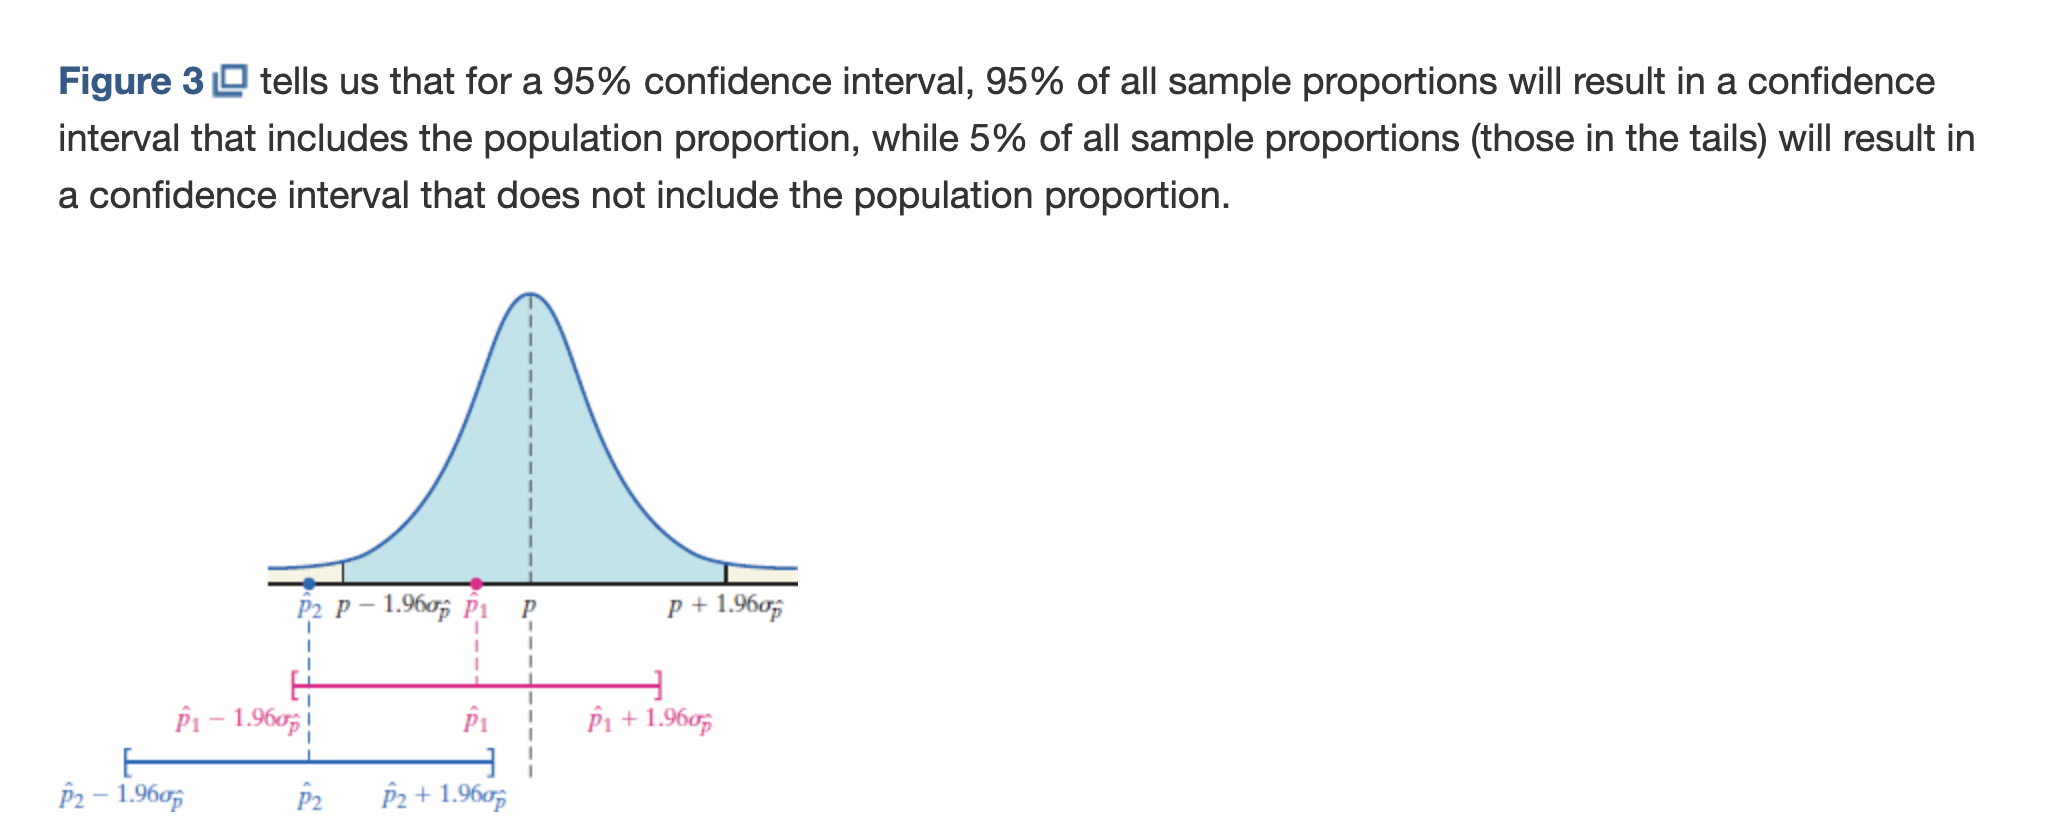 Figure 3 tells us that for a 95% confidence interval, 95% of all sample proportions will result in a confidence
interval that includes the population proportion, while 5% of all sample proportions (those in the tails) will result in
a confidence interval that does not include the population proportion.
p̂₂ p − 1.96σp̂ p̂₁ p p + 1.96σp̂
p̂₁ − 1.96σp̂ p̂₁ p̂₁ + 1.96σp̂
p̂₂ − 1.96σp̂ p̂₂ p̂₂ + 1.96σp̂